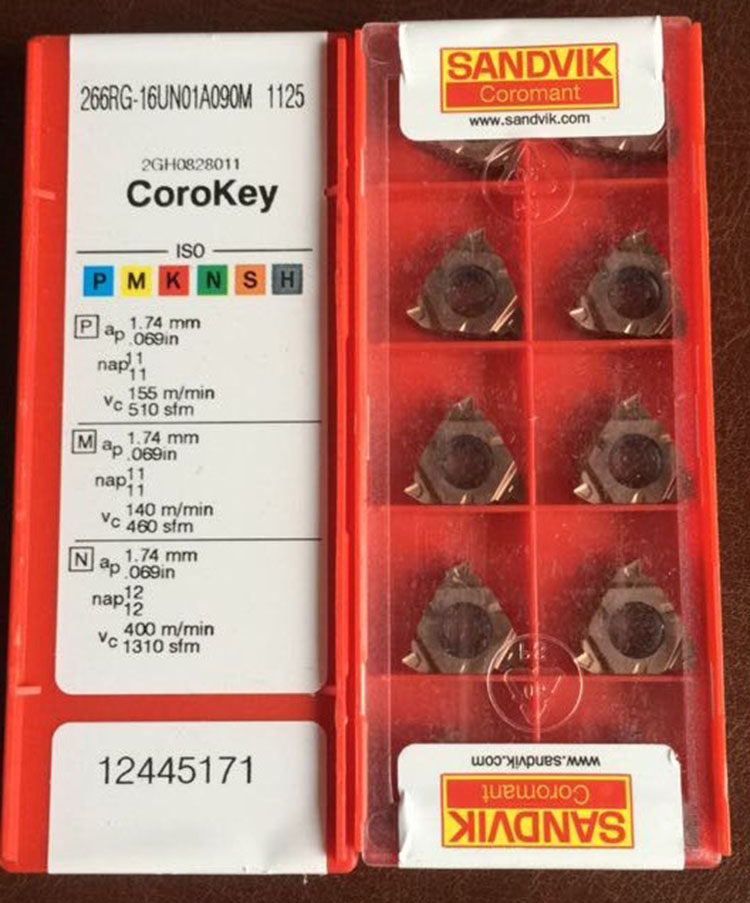 266RG-16UN01A090M 1125
2GH0828011
CoroKey
ISO
P M K N S H
P ap 1.74 mm
.069in
nap 11
11
vc 155 m/min
510 sfm
M ap 1.74 mm
.069in
nap 11
11
vc 140 m/min
460 sfm
N ap 1.74 mm
.069in
nap 12
12
vc 400 m/min
1310 sfm
12445171
SANDVIK
Coromant
www.sandvik.com
www.sandvik.com
Coromant
SANDVIK